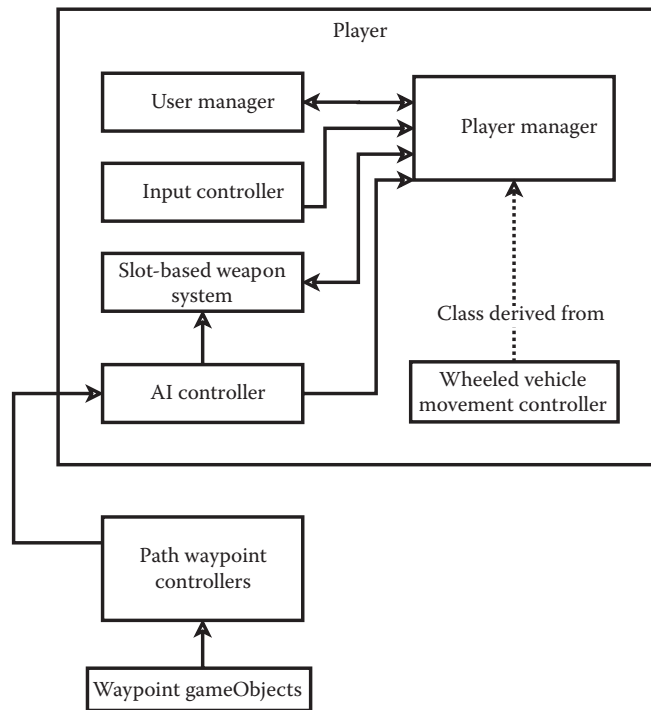 Player
User manager
Player manager
Input controller
Slot-based weapon
system
Class derived from
AI controller
Wheeled vehicle
movement controller
Path waypoint
controllers
Waypoint gameObjects